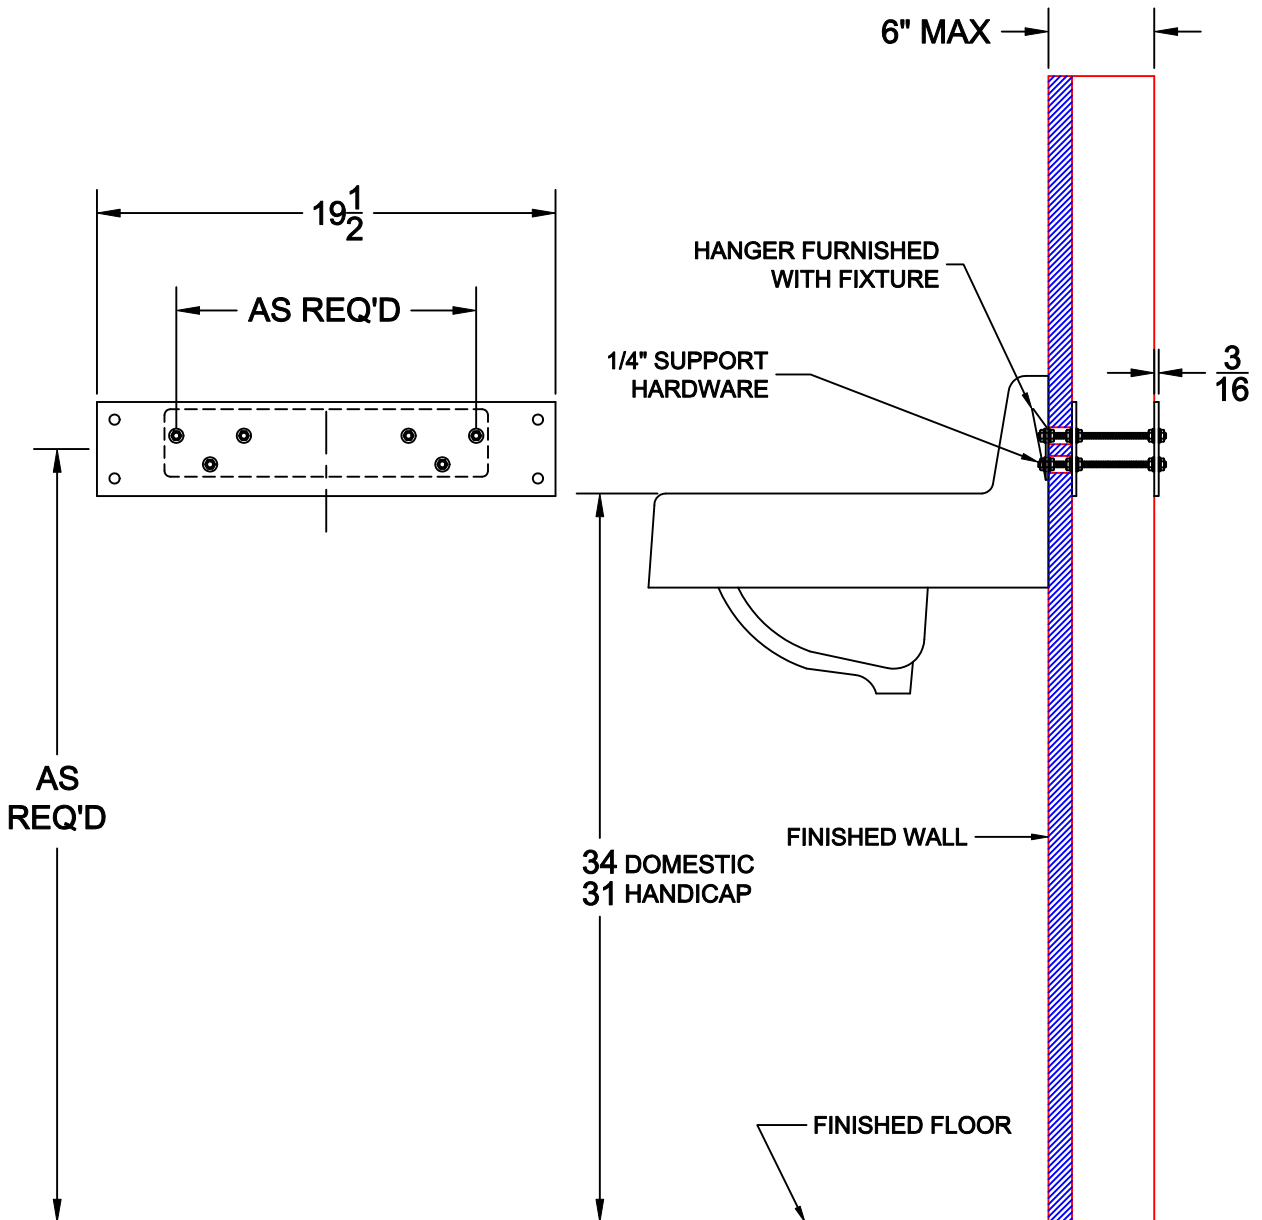 6" MAX
19 1/2
HANGER FURNISHED
WITH FIXTURE
AS REQ'D
1/4" SUPPORT
HARDWARE
3/16
AS
REQ'D
FINISHED WALL
34 DOMESTIC
31 HANDICAP
FINISHED FLOOR